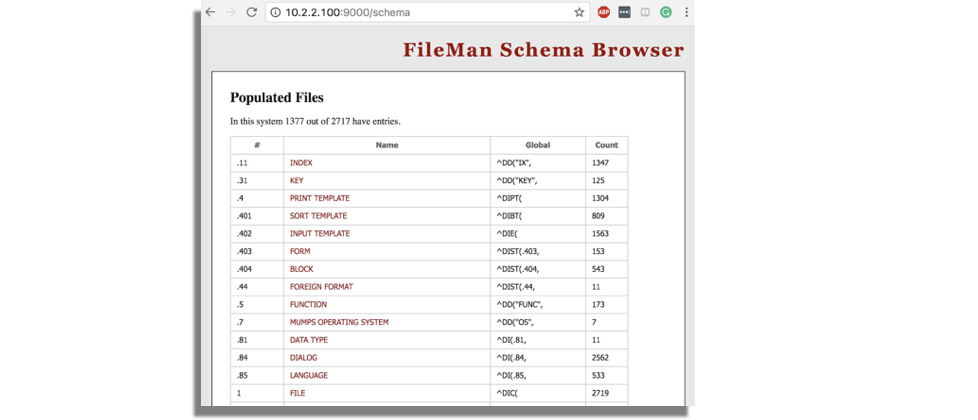 10.2.2.100:9000/schema
ABP
FileMan Schema Browser
Populated Files
In this system 1377 out of 2717 have entries.
# Name Global Count
.11 INDEX ^DD("IX", 1347
.31 KEY ^DD("KEY", 125
.4 PRINT TEMPLATE ^DIPT( 1304
.401 SORT TEMPLATE ^DIBT( 809
.402 INPUT TEMPLATE ^DIE( 1563
.403 FORM ^DIST(.403, 153
.404 BLOCK ^DIST(.404, 543
.44 FOREIGN FORMAT ^DIST(.44, 11
.5 FUNCTION ^DD("FUNC", 173
.7 MUMPS OPERATING SYSTEM ^DD("OS", 7
.81 DATA TYPE ^DI(.81, 11
.84 DIALOG ^DI(.84, 2562
.85 LANGUAGE ^DI(.85, 533
1 FILE ^DIC( 2719